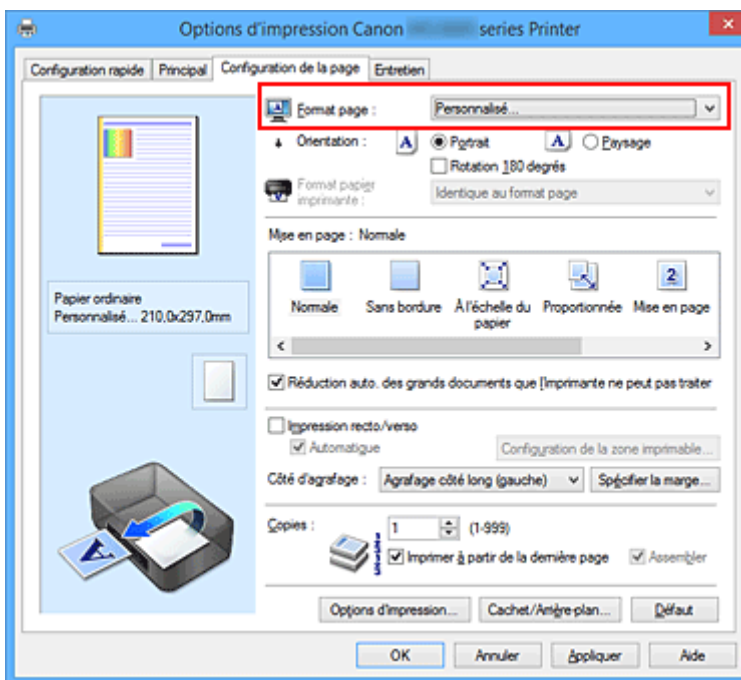 Options d'impression Canon series Printer
Configuration rapide Principal Configuration de la page Entretien
Format page : Personnalisé...
Orientation : A Portrait A Paysage
Rotation 180 degrés
Format papier imprimante : Identique au format page
Mise en page : Normale
Normale Sans bordure À l'échelle du papier Proportionnée Mise en page
2
Papier ordinaire
Personnalisé... 210,0x297,0mm
Réduction auto. des grands documents que l'imprimante ne peut pas traiter
Impression recto/verso
Automatique Configuration de la zone imprimable...
Côté d'agrafage : Agrafage côté long (gauche) Spécifier la marge...
Copies : 1 (1-999)
Imprimer à partir de la dernière page Assembler
Options d'impression... Cachet/Arrière-plan... Défaut
OK Annuler Appliquer Aide